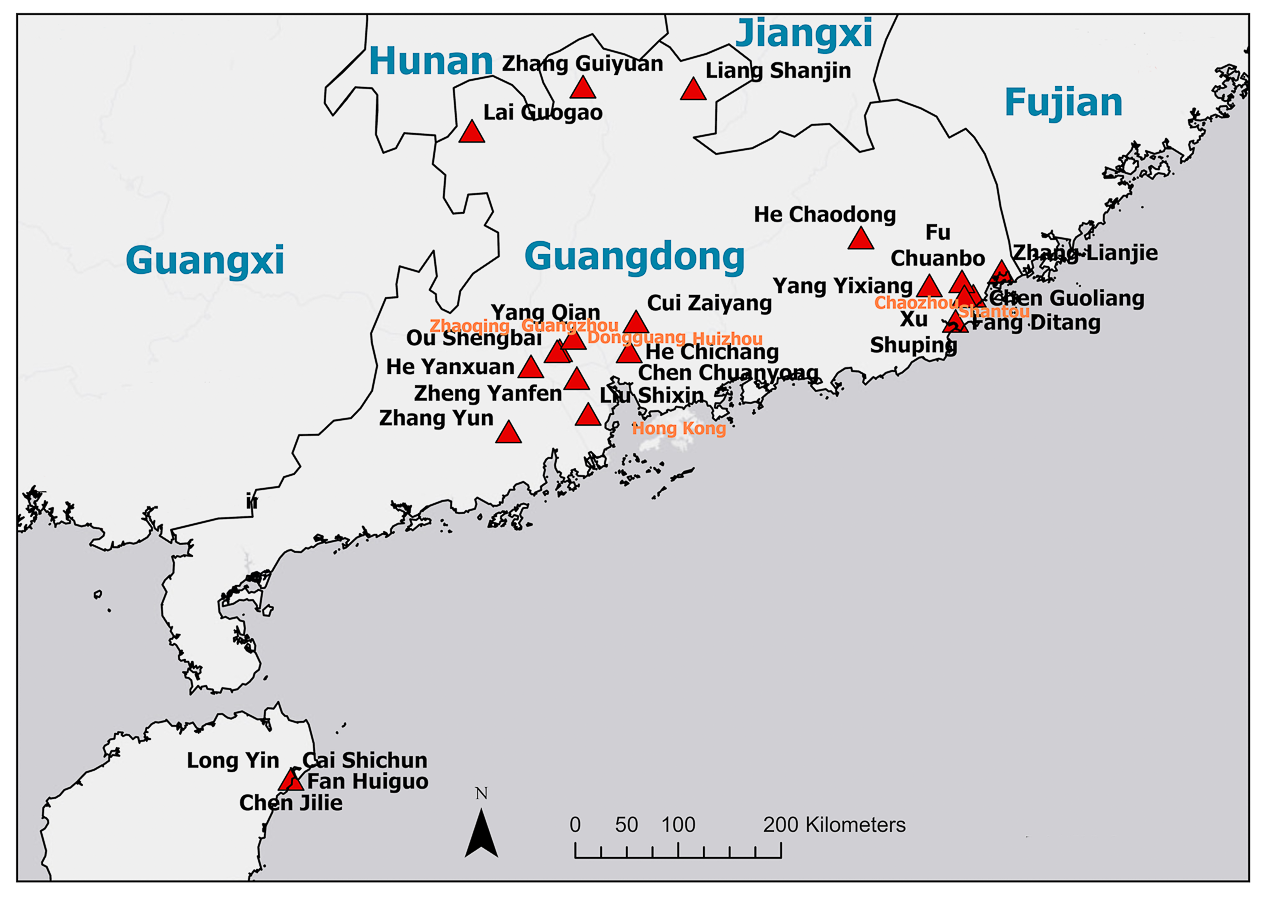 Jiangxi
Hunan
Zhang Guiyuan
Liang Shanjin
Fujian
Lai Guogao
He Chaodong
Fu
Chuanbo
Zhang Lianjie
Guangxi
Guangdong
Yang Yixiang
Chen Guoliang
Chaozhou
Shantou
Cui Zaiyang
Yang Qian
Xu
Shuping
Fang Ditang
Zhaoqing
Guangzhou
Ou Shengbai
Dongguang
Huizhou
He Chichang
He Yanxuan
Chen Chuanyong
Zheng Yanfen
Liu Shixin
Zhang Yun
Hong Kong
Long Yin
Cai Shichun
Fan Huiguo
Chen Jilie
N
0 50 100 200 Kilometers